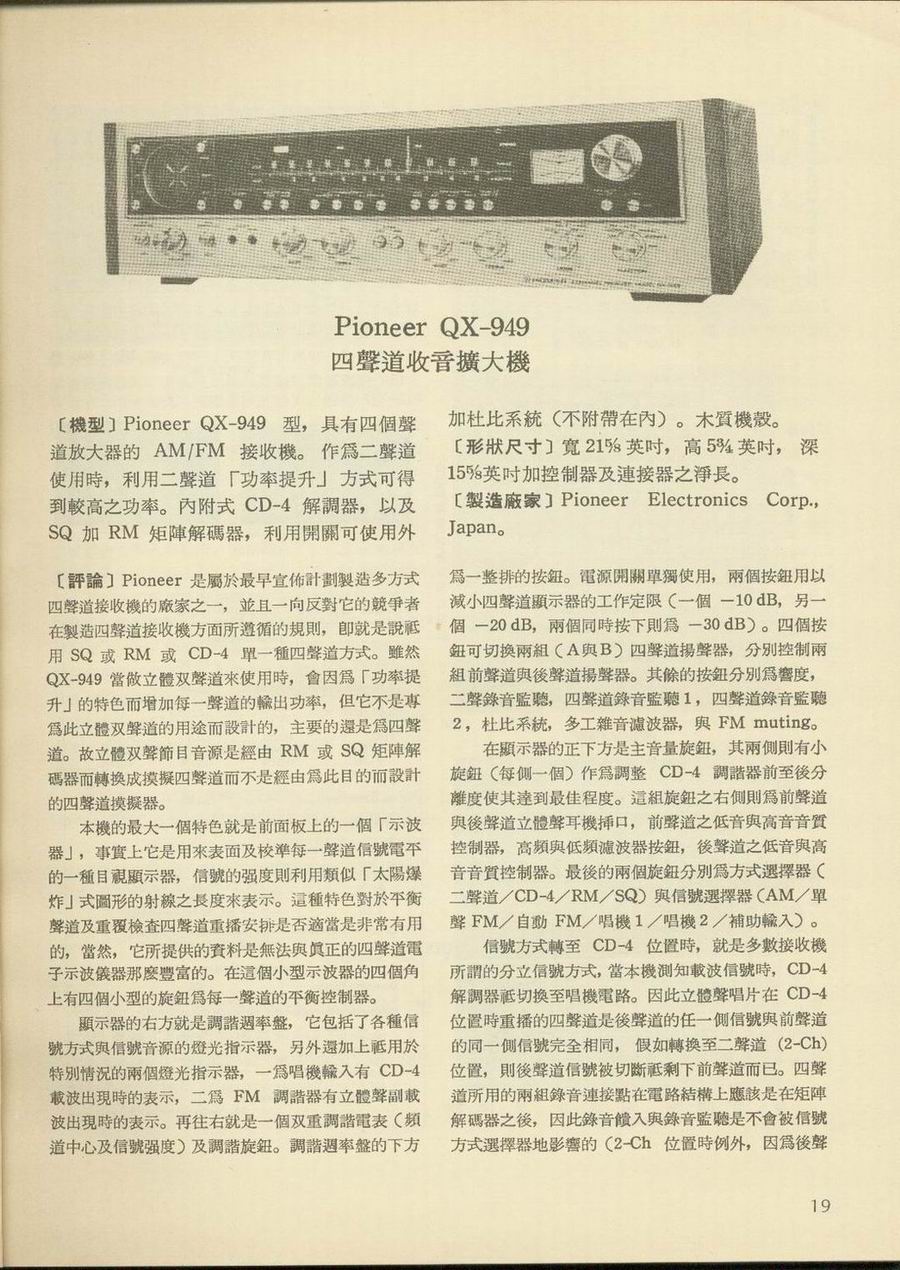 Pioneer QX-949
四聲道收音擴大機
〔機型〕Pioneer QX-949 型，具有四個聲
道放大器的 AM/FM 接收機。作爲二聲道
使用時，利用二聲道「功率提升」方式可得
到較高之功率。內附式 CD-4 解調器，以及
SQ 加 RM 矩陣解碼器，利用開關可使用外
加杜比系統（不附帶在內）。木質機殼。
〔形狀尺寸〕寬 21⅝ 英吋，高 5¾ 英吋， 深
15⅝英吋加控制器及連接器之淨長。
〔製造廠家〕Pioneer Electronics Corp.,
Japan。
〔評論〕Pioneer 是屬於最早宣佈計劃製造多方式
四聲道接收機的廠家之一，並且一向反對它的競爭者
在製造四聲道接收機方面所遵循的規則，卽就是說祗
用 SQ 或 RM 或 CD-4 單一種四聲道方式。雖然
QX-949 當做立體双聲道來使用時，會因爲「功率提
升」的特色而增加每一聲道的輸出功率，但它不是專
爲此立體双聲道的用途而設計的，主要的還是爲四聲
道。故立體双聲節目音源是經由 RM 或 SQ 矩陣解
碼器而轉換成摸擬四聲道而不是經由爲此目的而設計
的四聲道摸擬器。
本機的最大一個特色就是前面板上的一個「示波
器」，事實上它是用來表面及校準每一聲道信號電平
的一種目視顯示器，信號的强度則利用類似「太陽爆
炸」式圖形的射線之長度來表示。這種特色對於平衡
聲道及重覆檢查四聲道重播安排是否適當是非常有用
的，當然，它所提供的資料是無法與眞正的四聲道電
子示波儀器那麼豐富的。在這個小型示波器的四個角
上有四個小型的旋鈕爲每一聲道的平衡控制器。
顯示器的右方就是調諧週率盤，它包括了各種信
號方式與信號音源的燈光指示器，另外還加上祗用於
特別情況的兩個燈光指示器，一爲唱機輸入有 CD-4
載波出現時的表示，二爲 FM 調諧器有立體聲副載
波出現時的表示。再往右就是一個双重調諧電表（頻
道中心及信號强度）及調諧旋鈕。調諧週率盤的下方
爲一整排的按鈕。電源開關單獨使用，兩個按鈕用以
減小四聲道顯示器的工作定限（一個 －10 dB，另一
個 －20 dB，兩個同時按下則爲 －30 dB）。四個按
鈕可切換兩組（A與B）四聲道揚聲器，分別控制兩
組前聲道與後聲道揚聲器。其餘的按鈕分別爲響度，
二聲錄音監聽，四聲道錄音監聽 1，四聲道錄音監聽
2，杜比系統，多工雜音濾波器，與 FM muting。
在顯示器的正下方是主音量旋鈕，其兩側則有小
旋鈕（每側一個）作爲調整 CD-4 調諧器前至後分
離度使其達到最佳程度。這組旋鈕之右側則爲前聲道
與後聲道立體聲耳機揷口，前聲道之低音與高音音質
控制器，高頻與低頻濾波器按鈕，後聲道之低音與高
音音質控制器。最後的兩個旋鈕分別爲方式選擇器（
二聲道／CD-4／RM／SQ）與信號選擇器（AM／單
聲 FM／自動 FM／唱機 1／唱機 2／補助輸入）。
信號方式轉至 CD-4 位置時，就是多數接收機
所謂的分立信號方式，當本機測知載波信號時，CD-4
解調器祗切換至唱機電路。因此立體聲唱片在 CD-4
位置時重播的四聲道是後聲道的任一側信號與前聲道
的同一側信號完全相同，假如轉換至二聲道 (2-Ch)
位置，則後聲道信號被切斷祗剩下前聲道而已。四聲
道所用的兩組錄音連接點在電路結構上應該是在矩陣
解碼器之後，因此錄音饋入與錄音監聽是不會被信號
方式選擇器地影響的（2-Ch 位置時例外，因爲後聲
19